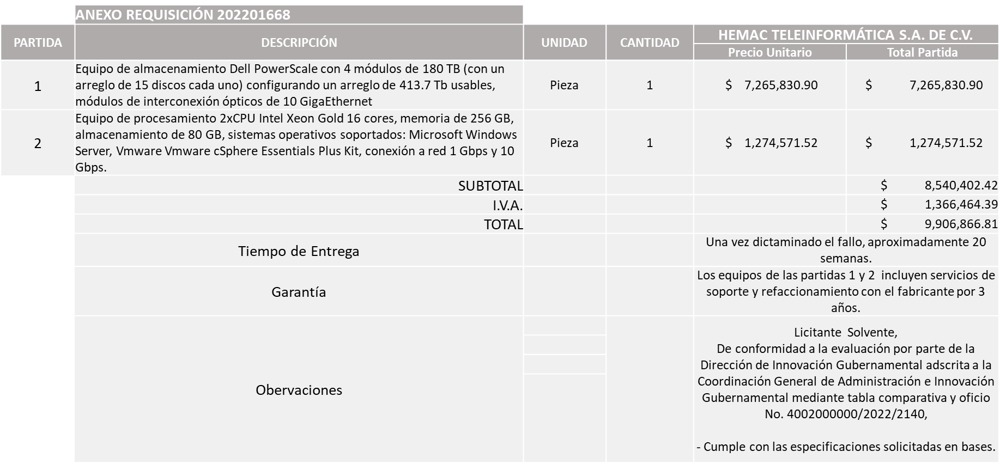 ANEXO REQUISICIÓN 202201668
PARTIDA
DESCRIPCIÓN
UNIDAD
CANTIDAD
HEMAC TELEINFORMÁTICA S.A. DE C.V.
Precio Unitario
Total Partida
1
Equipo de almacenamiento Dell PowerScale con 4 módulos de 180 TB (con un
arreglo de 15 discos cada uno) configurando un arreglo de 413.7 Tb usables,
módulos de interconexión ópticos de 10 GigaEthernet
Pieza
1
$ 7,265,830.90
$ 7,265,830.90
2
Equipo de procesamiento 2xCPU Intel Xeon Gold 16 cores, memoria de 256 GB,
almacenamiento de 80 GB, sistemas operativos soportados: Microsoft Windows
Server, Vmware Vmware cSphere Essentials Plus Kit, conexión a red 1 Gbps y 10
Gbps.
Pieza
1
$ 1,274,571.52
$ 1,274,571.52
SUBTOTAL
$ 8,540,402.42
I.V.A.
$ 1,366,464.39
TOTAL
$ 9,906,866.81
Tiempo de Entrega
Una vez dictaminado el fallo, aproximadamente 20
semanas.
Garantía
Los equipos de las partidas 1 y 2 incluyen servicios de
soporte y refaccionamiento con el fabricante por 3
años.
Obervaciones
Licitante Solvente,
De conformidad a la evaluación por parte de la
Dirección de Innovación Gubernamental adscrita a la
Coordinación General de Administración e Innovación
Gubernamental mediante tabla comparativa y oficio
No. 4002000000/2022/2140,
- Cumple con las especificaciones solicitadas en bases.